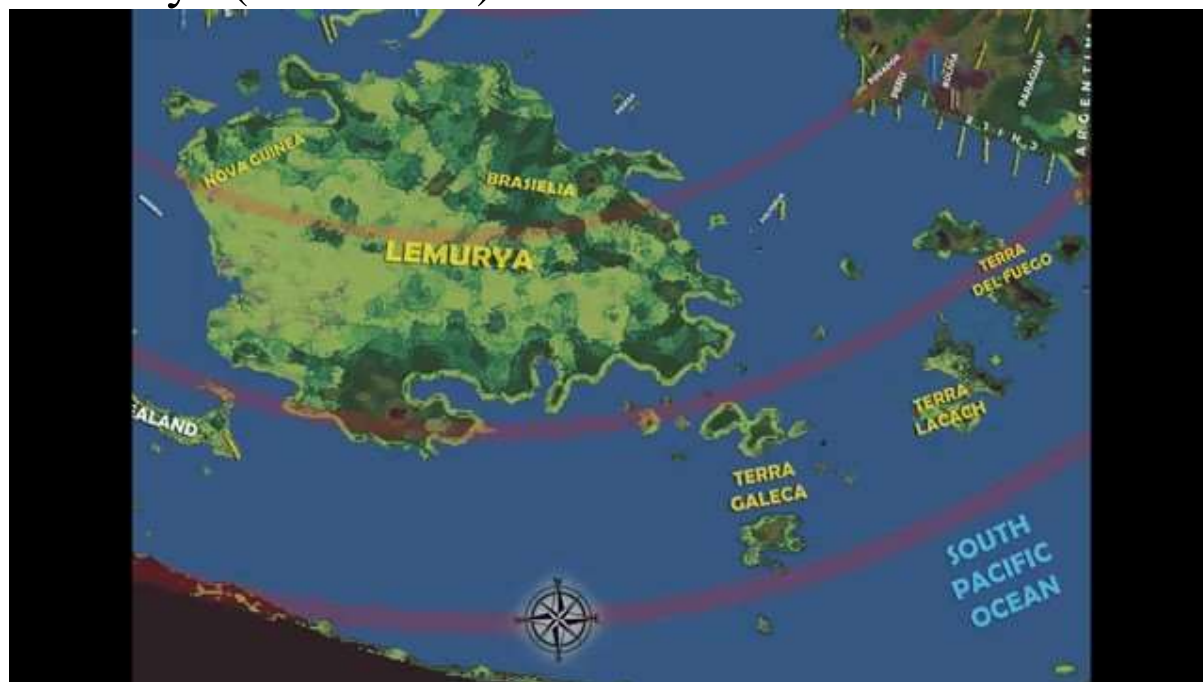 ECUADOR
PERU
BOLIVIA
PARAGUAY
ARGENTINA
NOVA GUINEA
BRASIELIA
LEMURYA
TERRA
DEL FUEGO
TERRA
LACACH
EALAND
TERRA
GALECA
SOUTH
PACIFIC
OCEAN